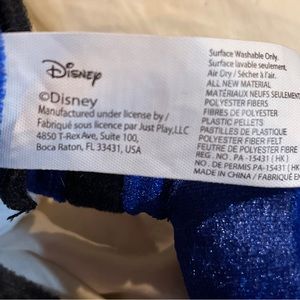 Disney
©Disney
Manufactured under license by /
Fabriqué sous licence par Just Play, LLC
4850 T-Rex Ave, Suite 100,
Boca Raton, FL 33431, USA
Surface Washable Only.
Surface lavable seulement.
Air Dry / Sécher à l'air.
ALL NEW MATERIAL
MATÉRIAUX NEUFS SEULEMENT
POLYESTER FIBERS
FIBRES DE POLYESTER
PLASTIC PELLETS
PASTILLES DE PLASTIQUE
POLYESTER FIBER FELT
FEUTRE DE POLYESTER FIBRE
REG. NO. PA -15431 ( HK )
Nº PERMIS PA -15431 ( HK )
MADE IN CHINA / FABRIQUÉ EN